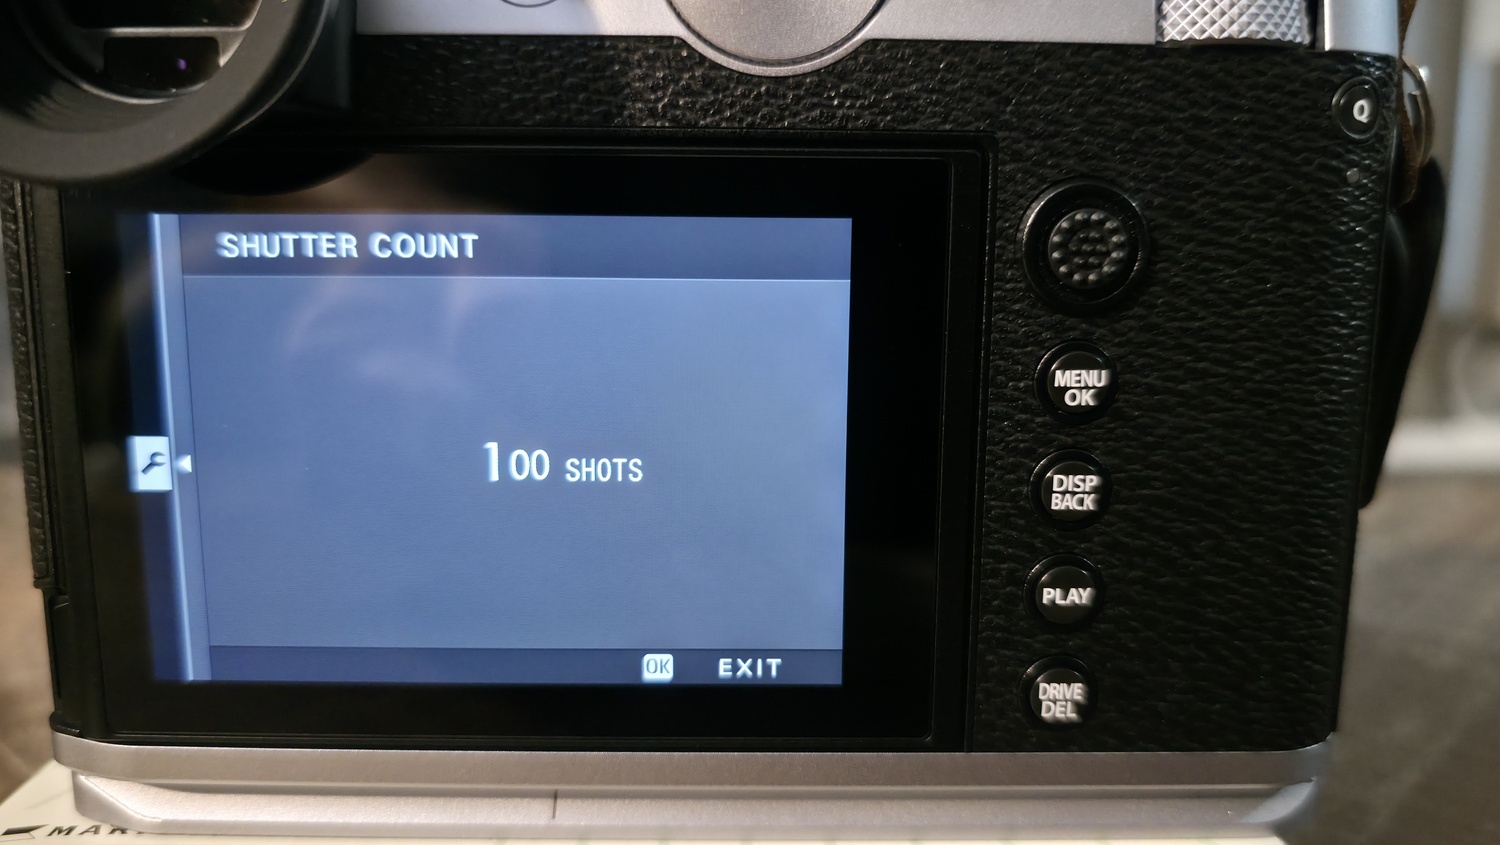 Q
SHUTTER COUNT
MENU
OK
100 SHOTS
DISP
BACK
PLAY
OK EXIT
DRIVE
DEL